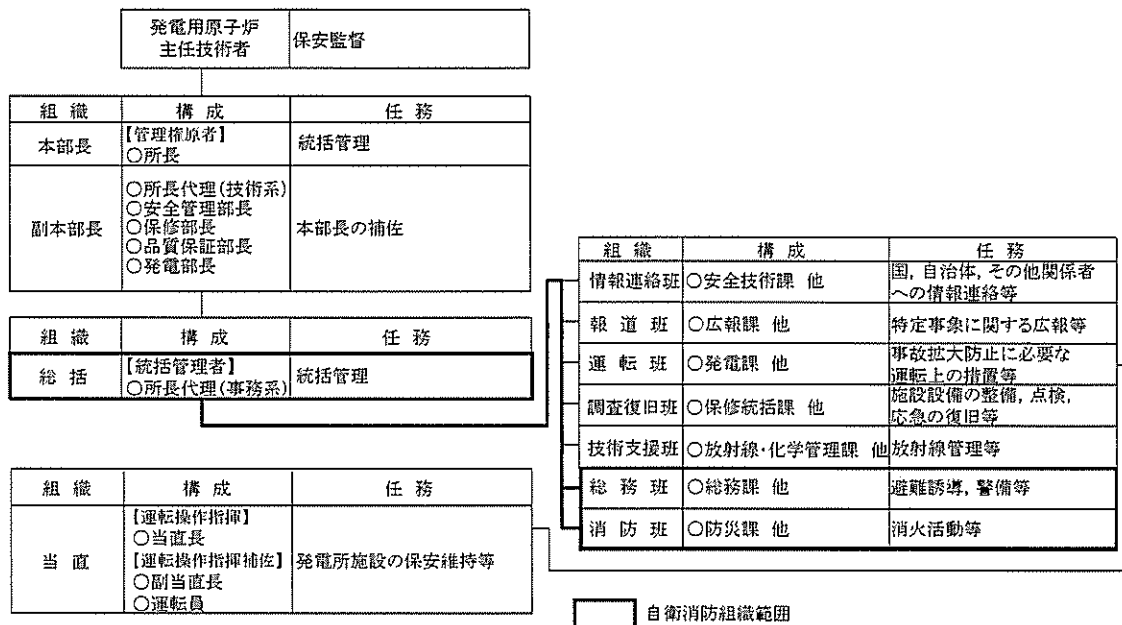 発電用原子炉
主任技術者
保安監督
組織 構成 任務
本部長
【管理権原者】
○所長
統括管理
副本部長
○所長代理(技術系)
○安全管理部長
○保修部長
○品質保証部長
○発電部長
本部長の補佐
組織 構成 任務
総括
【統括管理者】
○所長代理(事務系)
統括管理
組織 構成 任務
当直
【運転操作指揮】
○当直長
【運転操作指揮補佐】
○副当直長
○運転員
発電所施設の保安維持等
組織 構成 任務
情報連絡班 ○安全技術課 他
国,自治体,その他関係者
への情報連絡等
報道班 ○広報課 他 特定事象に関する広報等
運転班 ○発電課 他
事故拡大防止に必要な
運転上の措置等
調査復旧班 ○保修統括課 他
施設設備の整備,点検,
応急の復旧等
技術支援班 ○放射線・化学管理課 他 放射線管理等
総務班 ○総務課 他 避難誘導,警備等
消防班 ○防災課 他 消火活動等
自衛消防組織範囲